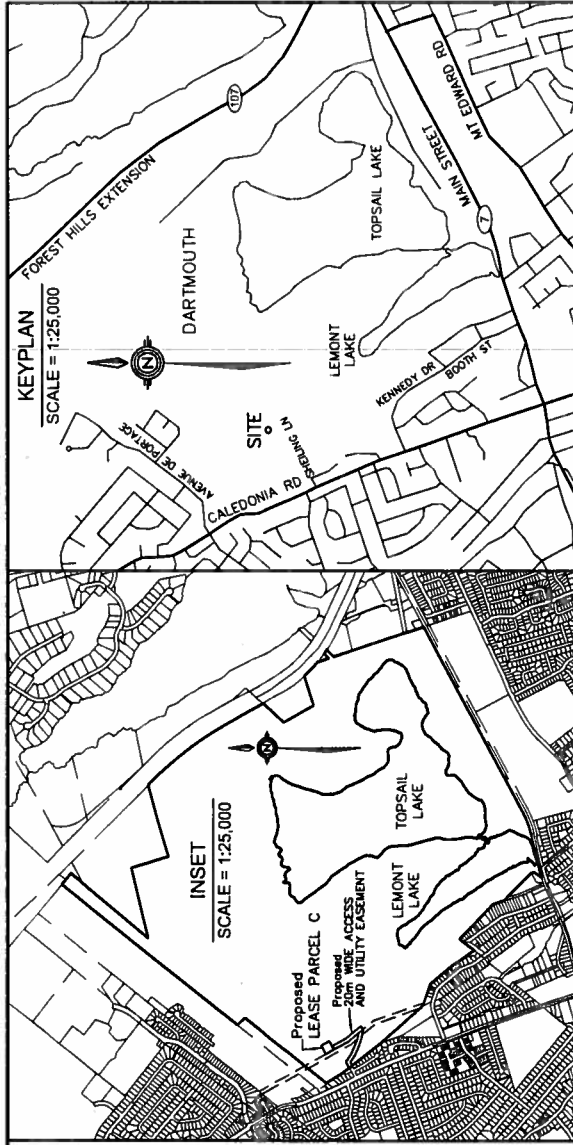 KEYPLAN
SCALE = 1:25,000
FOREST HILLS EXTENSION
107
DARTMOUTH
N
TOPSAIL LAKE
LEMONT
LAKE
MAIN STREET
MT EDWARD RD
7
KENNEDY DR
BOOTH ST
SITE
SHEILING LN
AVENUE DE PORTAGE
CALEDONIA RD
INSET
SCALE = 1:25,000
N
TOPSAIL
LAKE
LEMONT
LAKE
Proposed
LEASE PARCEL C
Proposed
20m WIDE ACCESS
AND UTILITY EASEMENT